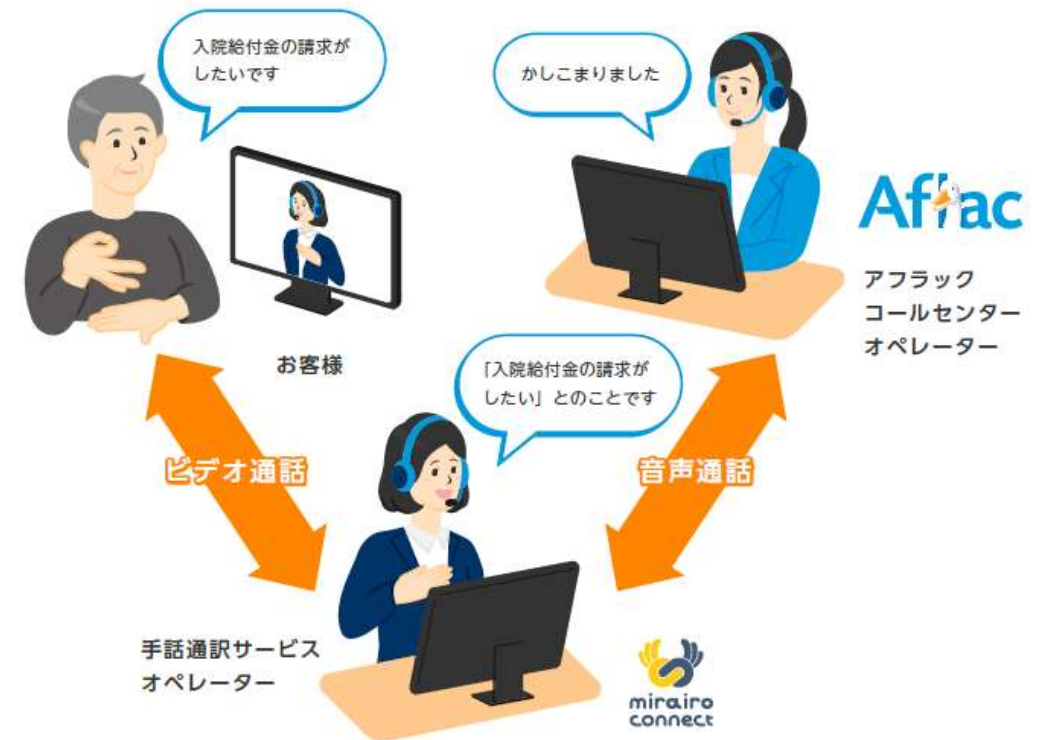 入院給付金の請求が
したいです
かしこまりました
Aflac
アフラック
コールセンター
オペレーター
お客様
「入院給付金の請求が
したい」とのことです
ビデオ通話
音声通話
手話通訳サービス
オペレーター
mirairo
connect